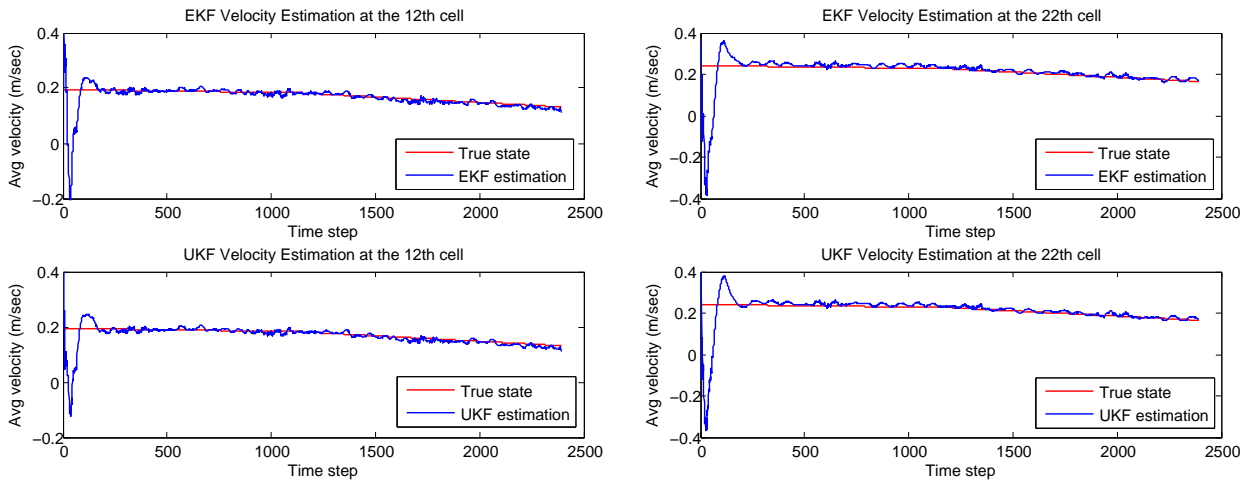 EKF Velocity Estimation at the 12th cell
Avg velocity (m/sec)
0.4
0.2
0
−0.2
0
500
1000
1500
2000
2500
Time step
True state
EKF estimation
EKF Velocity Estimation at the 22th cell
Avg velocity (m/sec)
0.4
0.2
0
−0.2
−0.4
0
500
1000
1500
2000
2500
Time step
True state
EKF estimation
UKF Velocity Estimation at the 12th cell
Avg velocity (m/sec)
0.4
0.2
0
−0.2
0
500
1000
1500
2000
2500
Time step
True state
UKF estimation
UKF Velocity Estimation at the 22th cell
Avg velocity (m/sec)
0.4
0.2
0
−0.2
−0.4
0
500
1000
1500
2000
2500
Time step
True state
UKF estimation